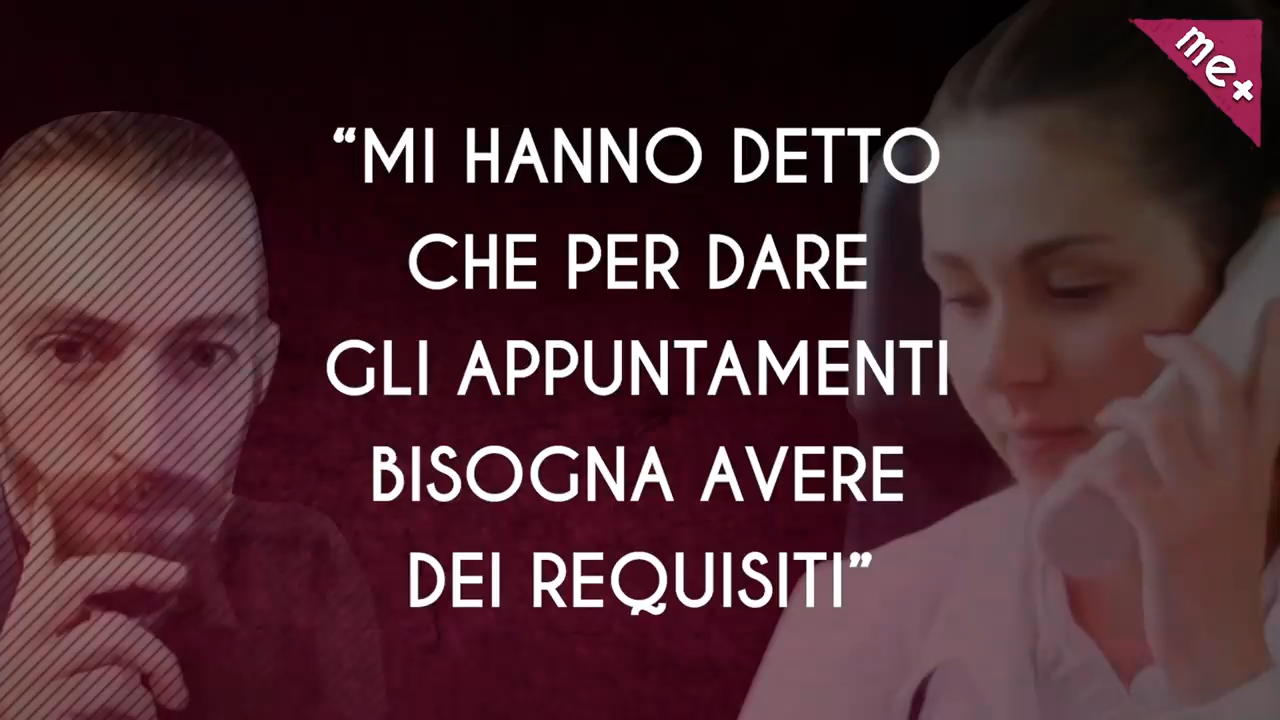 “MI HANNO DETTO
CHE PER DARE
GLI APPUNTAMENTI
BISOGNA AVERE
DEI REQUISITI”
me+